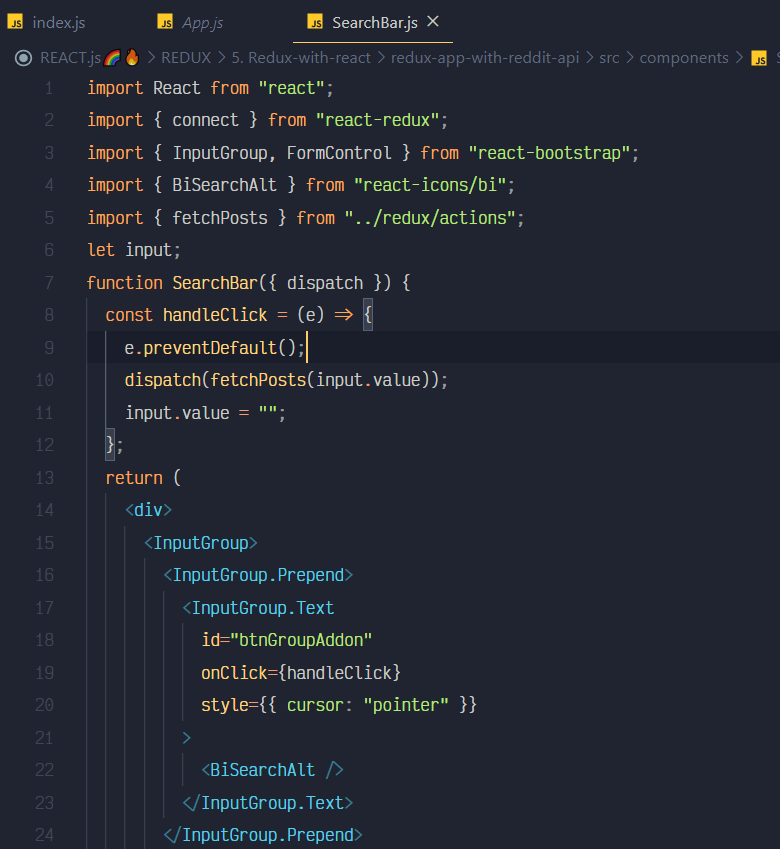 JS index.js JS App.js JS SearchBar.js
REACT.js🌈🔥 > REDUX > 5. Redux-with-react > redux-app-with-reddit-api > src > components > JS
1 import React from "react";
2 import { connect } from "react-redux";
3 import { InputGroup, FormControl } from "react-bootstrap";
4 import { BiSearchAlt } from "react-icons/bi";
5 import { fetchPosts } from "../redux/actions";
6 let input;
7 function SearchBar({ dispatch }) {
8 const handleClick = (e) => {
9 e.preventDefault();
10 dispatch(fetchPosts(input.value));
11 input.value = "";
12 };
13 return (
14 <div>
15 <InputGroup>
16 <InputGroup.Prepend>
17 <InputGroup.Text
18 id="btnGroupAddon"
19 onClick={handleClick}
20 style={{ cursor: "pointer" }}
21 >
22 <BiSearchAlt />
23 </InputGroup.Text>
24 </InputGroup.Prepend>